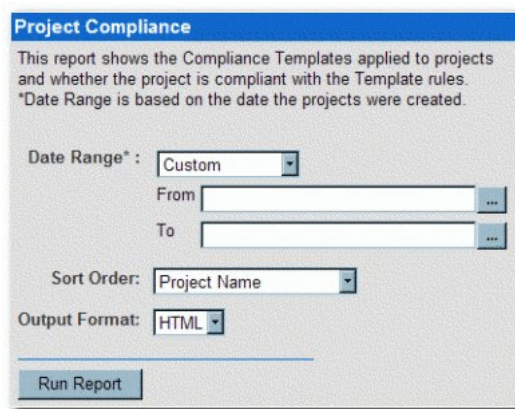 Project Compliance
This report shows the Compliance Templates applied to projects
and whether the project is compliant with the Template rules.
*Date Range is based on the date the projects were created.
Date Range* : Custom
From ...
To ...
Sort Order: Project Name
Output Format: HTML
Run Report